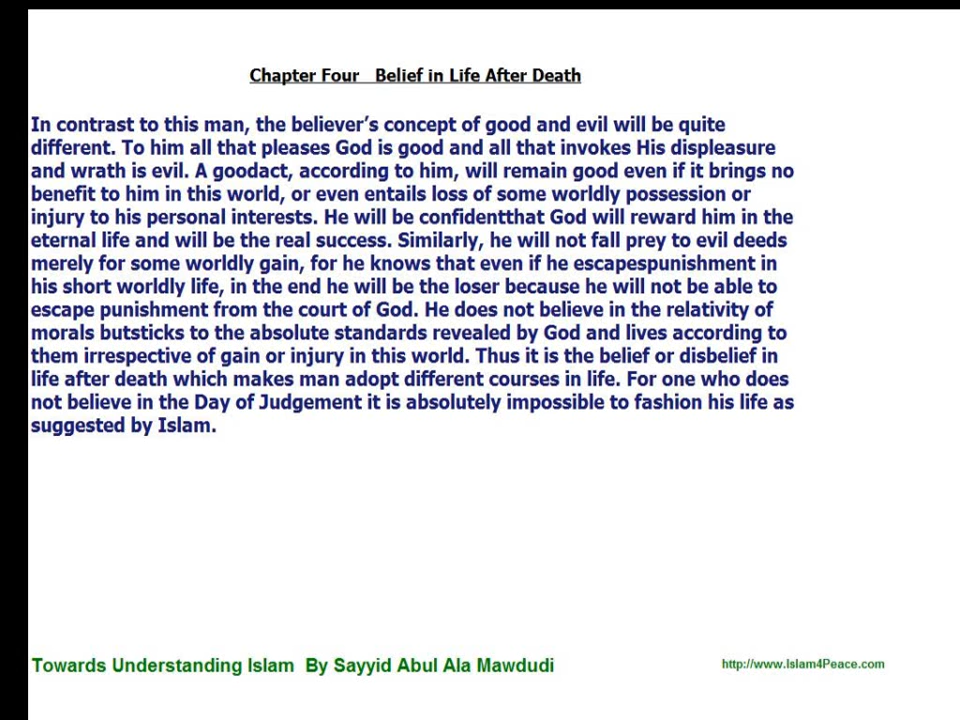 Chapter Four   Belief in Life After Death
In contrast to this man, the believer's concept of good and evil will be quite
different. To him all that pleases God is good and all that invokes His displeasure
and wrath is evil. A goodact, according to him, will remain good even if it brings no
benefit to him in this world, or even entails loss of some worldly possession or
injury to his personal interests. He will be confidentthat God will reward him in the
eternal life and will be the real success. Similarly, he will not fall prey to evil deeds
merely for some worldly gain, for he knows that even if he escapespunishment in
his short worldly life, in the end he will be the loser because he will not be able to
escape punishment from the court of God. He does not believe in the relativity of
morals butsticks to the absolute standards revealed by God and lives according to
them irrespective of gain or injury in this world. Thus it is the belief or disbelief in
life after death which makes man adopt different courses in life. For one who does
not believe in the Day of Judgement it is absolutely impossible to fashion his life as
suggested by Islam.
Towards Understanding Islam  By Sayyid Abul Ala Mawdudi
http://www.Islam4Peace.com